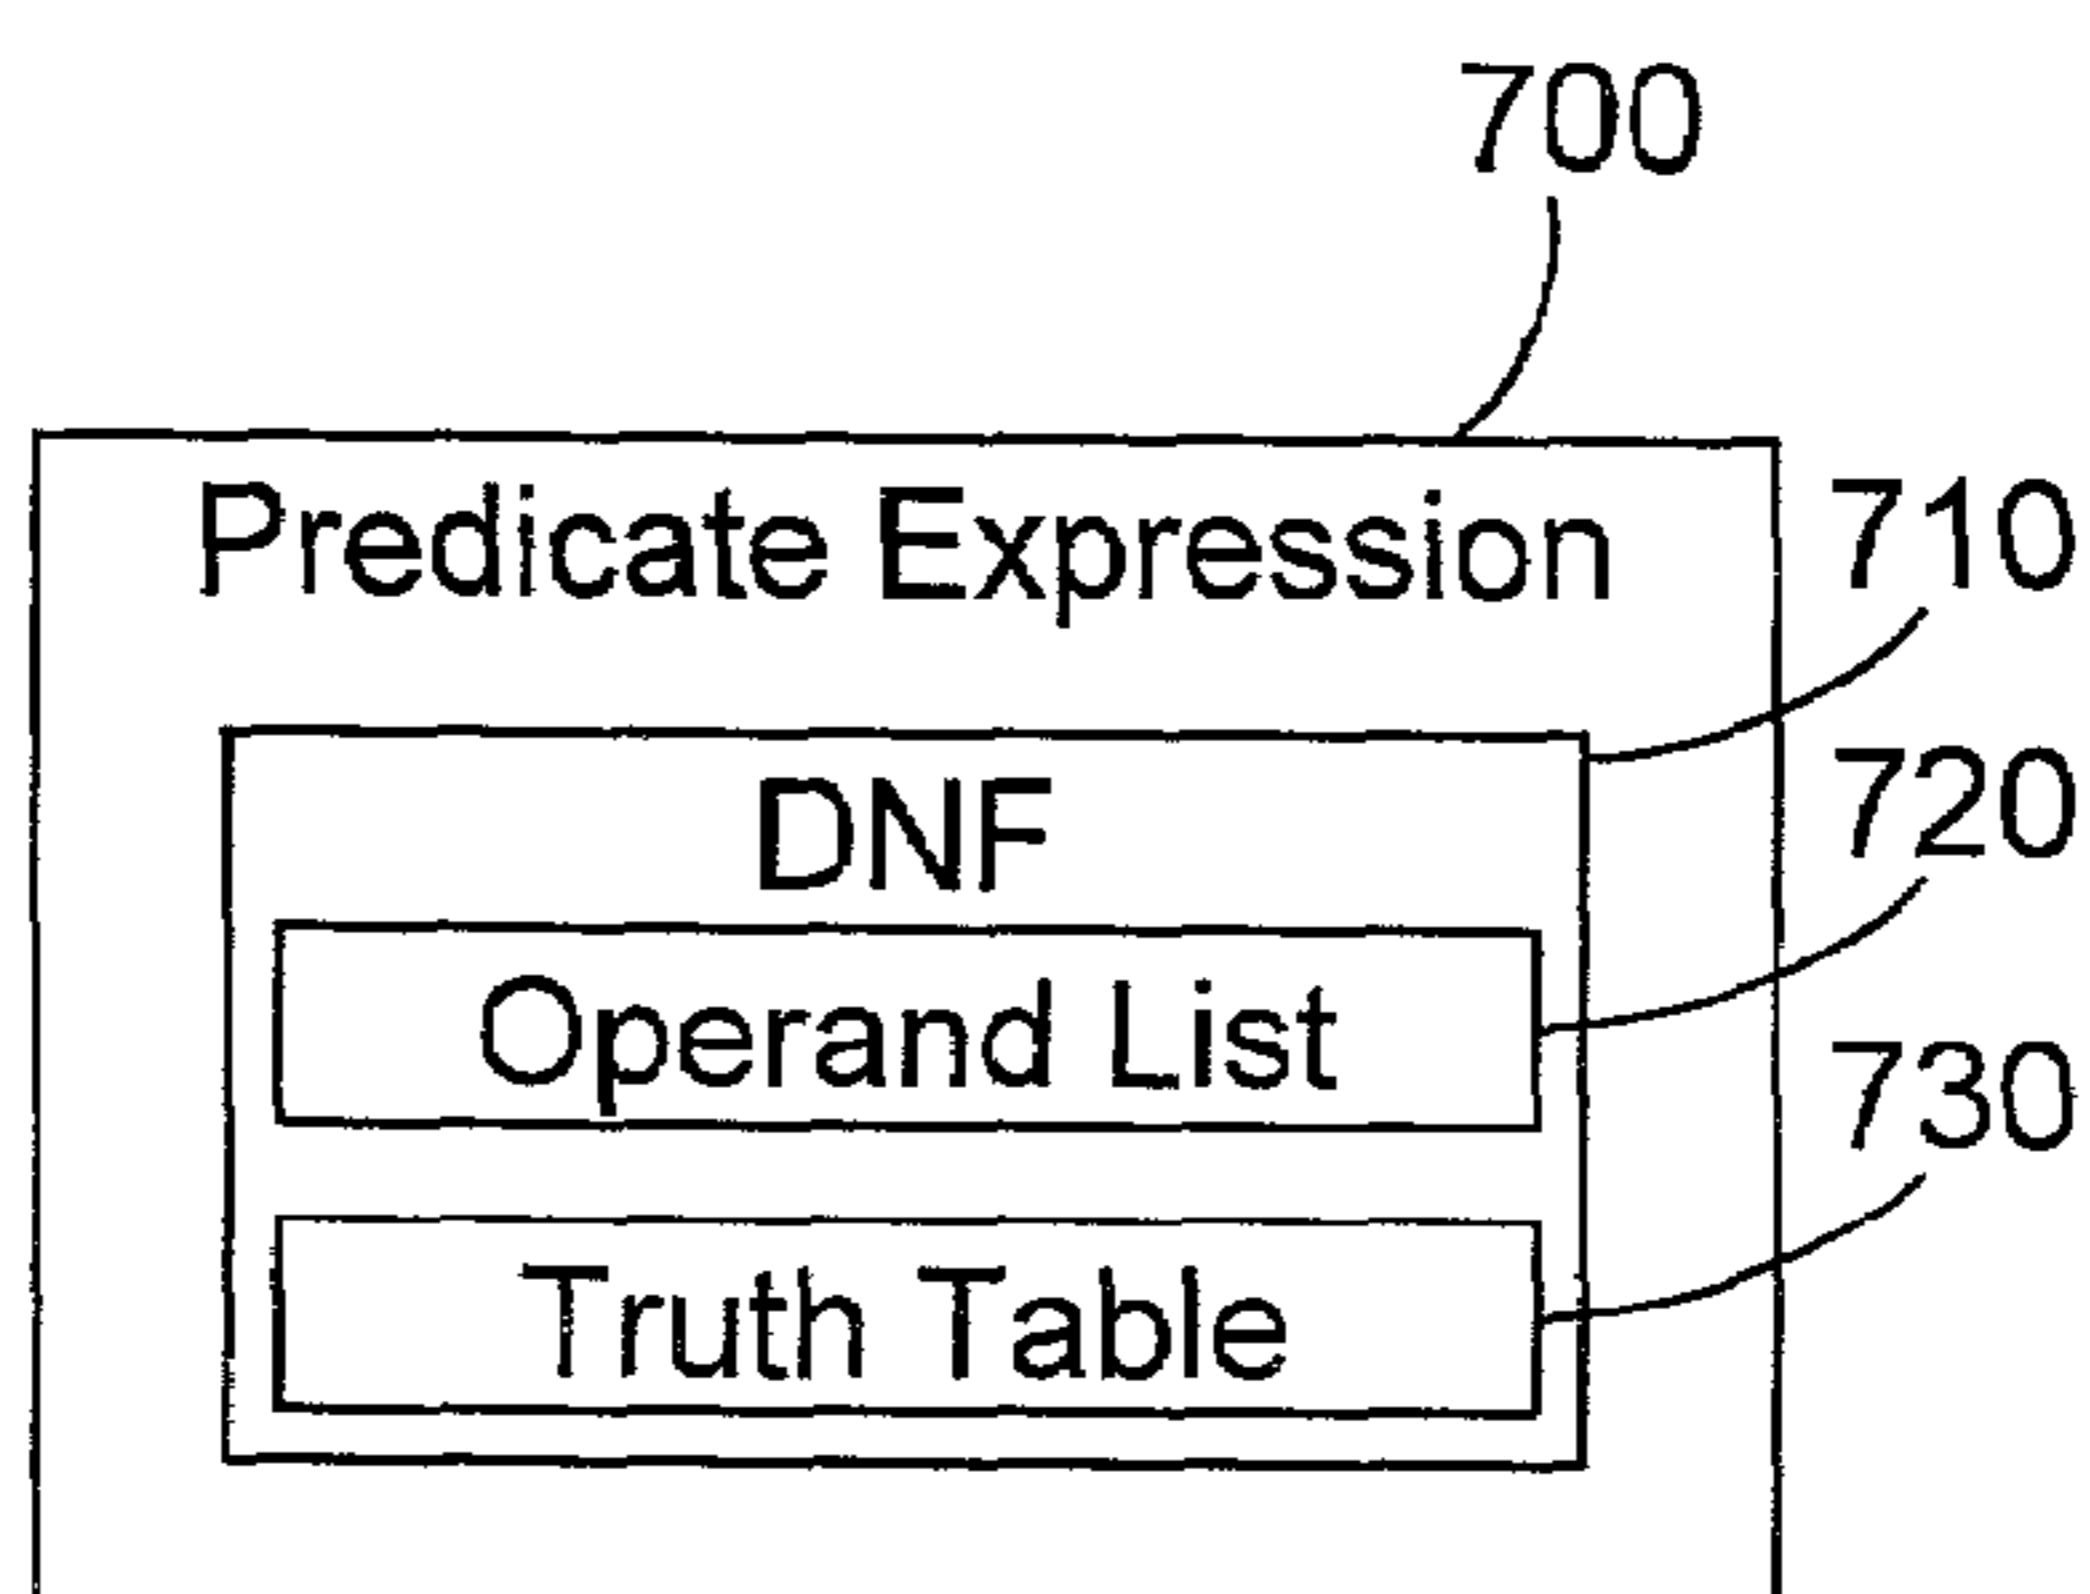 700
Predicate Expression
710
DNF
720
Operand List
730
Truth Table